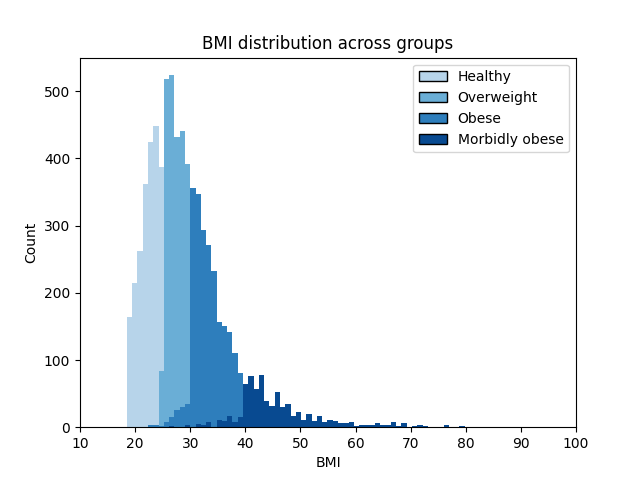 BMI distribution across groups
Healthy
Overweight
Obese
Morbidly obese
Count
500
400
300
200
100
0
10 20 30 40 50 60 70 80 90 100
BMI